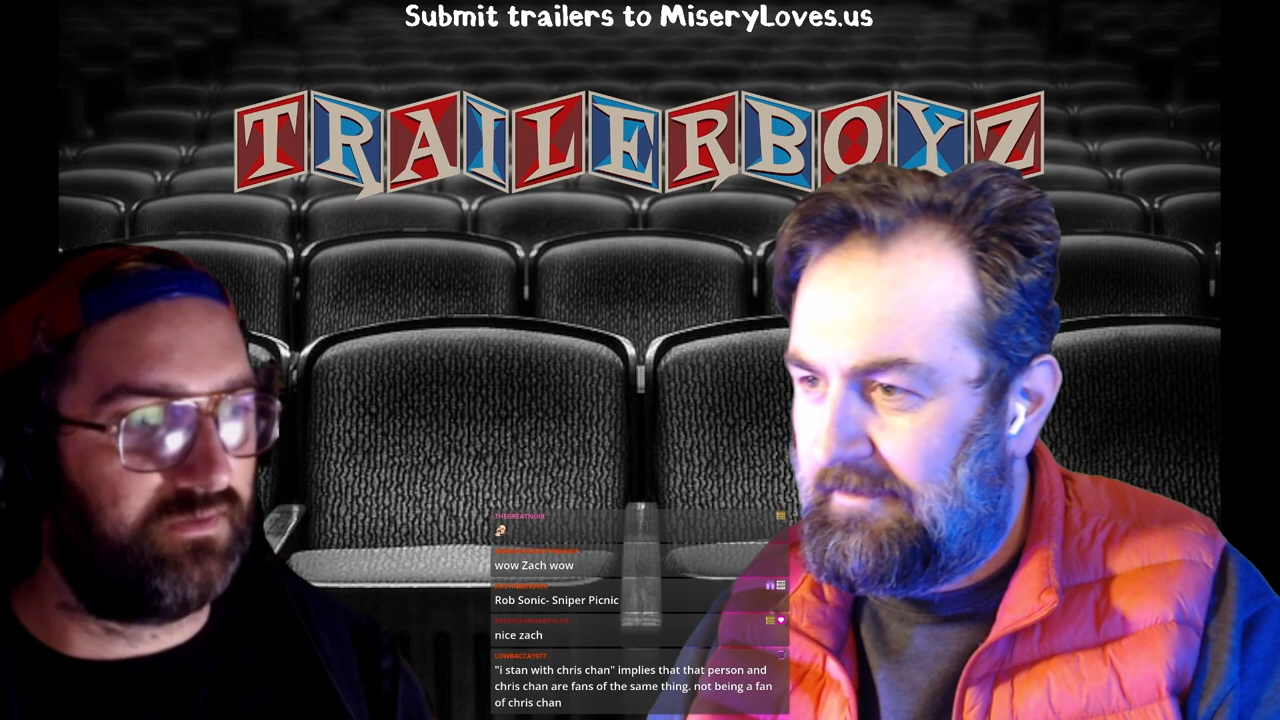 Submit trailers to MiseryLoves.us
TRAILERBOYZ
THEGREATNOIR
wow Zach wow
Rob Sonic- Sniper Picnic
nice zach
LOWBACCA1977
"i stan with chris chan" implies that that person and
chris chan are fans of the same thing. not being a fan
of chris chan